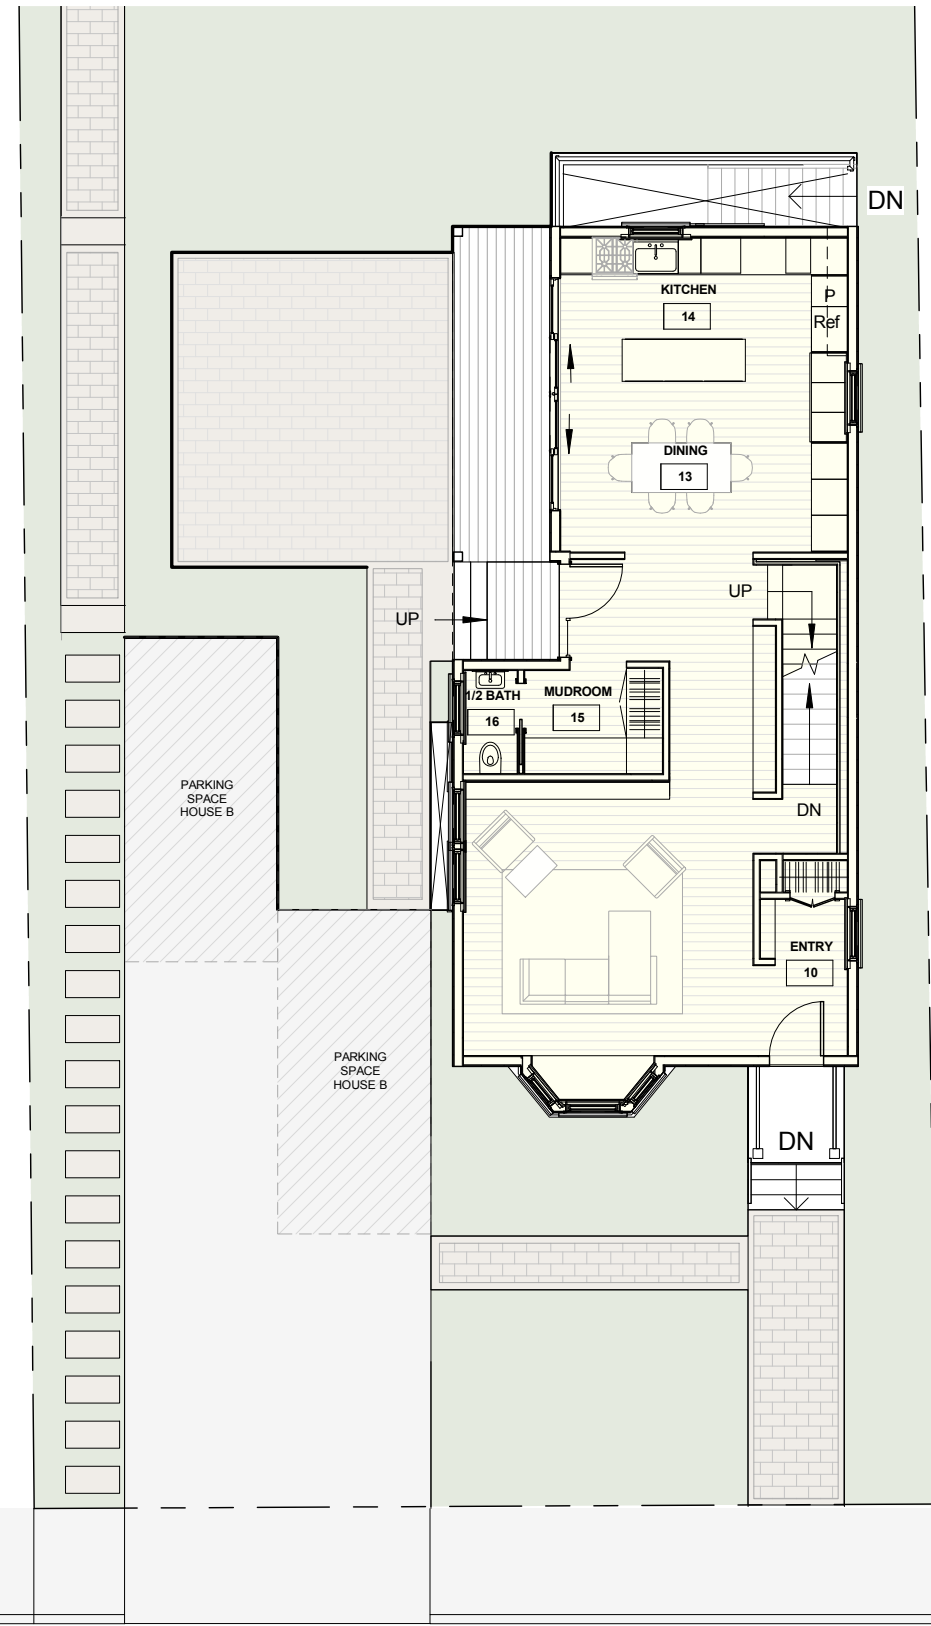 DN
KITCHEN
14
P
Ref
DINING
13
UP
UP
1/2 BATH
16
MUDROOM
15
PARKING
SPACE
HOUSE B
DN
ENTRY
10
PARKING
SPACE
HOUSE B
DN